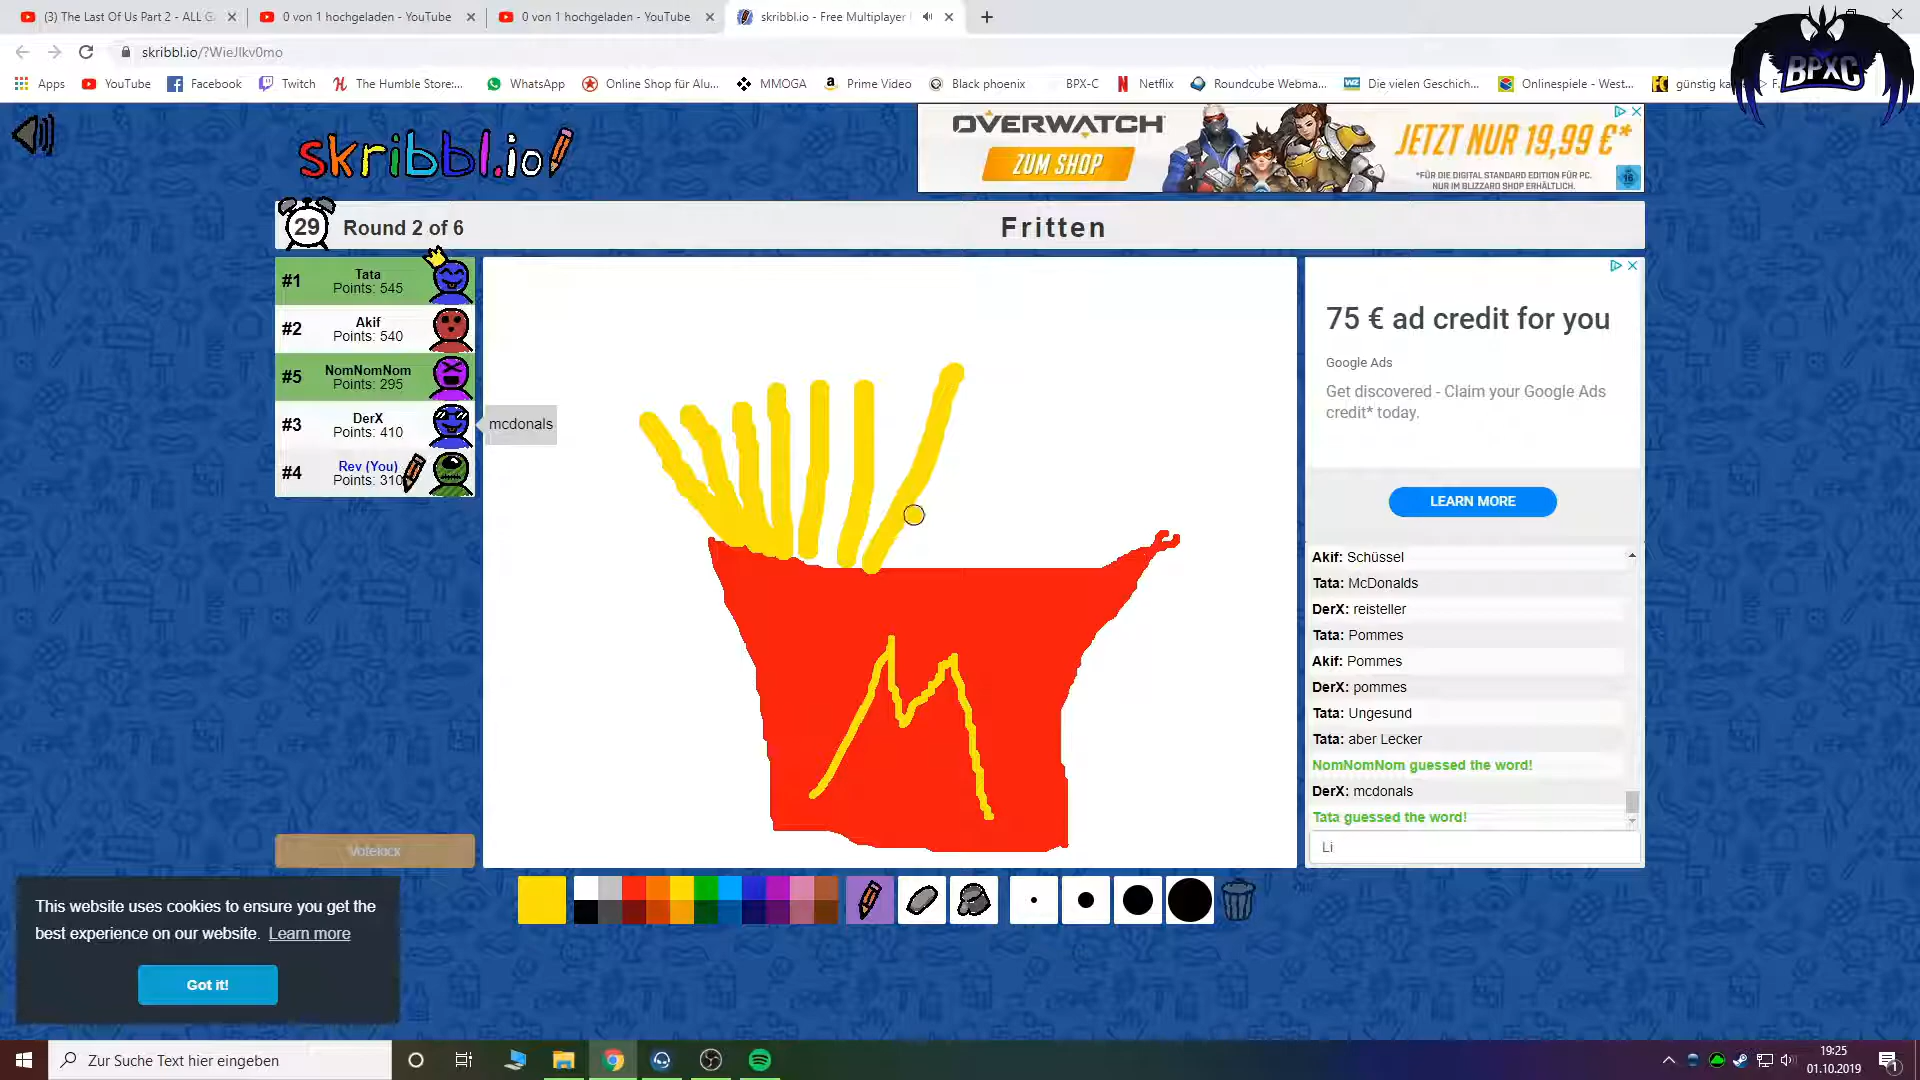 (3) The Last Of Us Part 2 - ALL G
0 von 1 hochgeladen - YouTube
0 von 1 hochgeladen - YouTube
skribbl.io - Free Multiplayer
skribbl.io/?WieJlkv0mo
Apps
YouTube
Facebook
Twitch
The Humble Store:...
WhatsApp
Online Shop für Alu...
MMOGA
Prime Video
Black phoenix
BPX-C
Netflix
Roundcube Webma...
Die vielen Geschich...
Onlinespiele - West...
BPXC
skribbl.io
OVERWATCH
ZUM SHOP
JETZT NUR 19,99 €*
*FÜR DIE DIGITAL STANDARD EDITION FÜR PC.
NUR IM BLIZZARD SHOP ERHÄLTLICH.
16
29
Round 2 of 6
Fritten
#1
Tata
Points: 545
#2
Akif
Points: 540
#5
NomNomNom
Points: 295
#3
DerX
Points: 410
mcdonals
#4
Rev (You)
Points: 310
M
75 € ad credit for you
Google Ads
Get discovered - Claim your Google Ads
credit* today.
LEARN MORE
Akif: Schüssel
Tata: McDonalds
DerX: reisteller
Tata: Pommes
Akif: Pommes
DerX: pommes
Tata: Ungesund
Tata: aber Lecker
NomNomNom guessed the word!
DerX: mcdonals
Tata guessed the word!
Li
Votekick
This website uses cookies to ensure you get the
best experience on our website. Learn more
Got it!
Zur Suche Text hier eingeben
19:25
01.10.2019
1